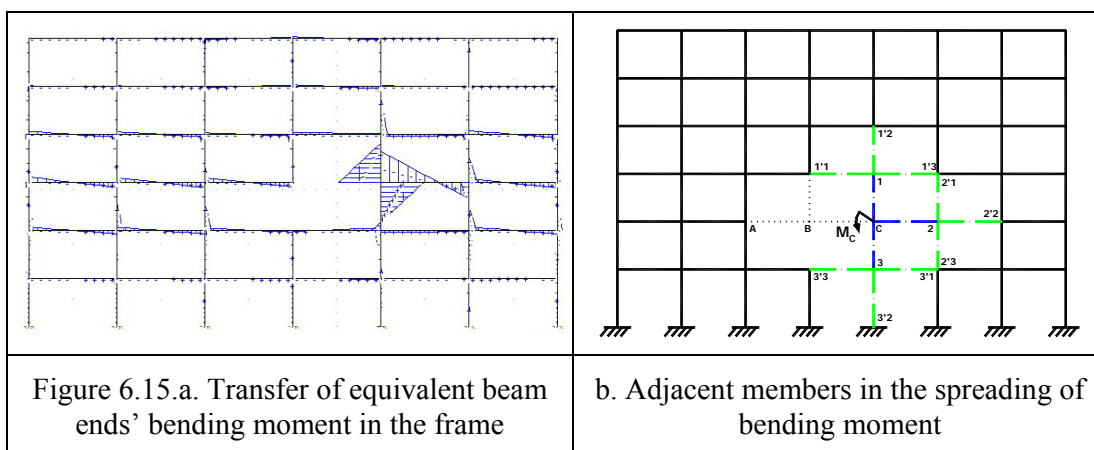 1'2
1'1
1'3
1
2'1
2'2
A
B
M_C
C
2
3
2'3
3'3
3'1
3'2
Figure 6.15.a. Transfer of equivalent beam
ends’ bending moment in the frame
b. Adjacent members in the spreading of
bending moment